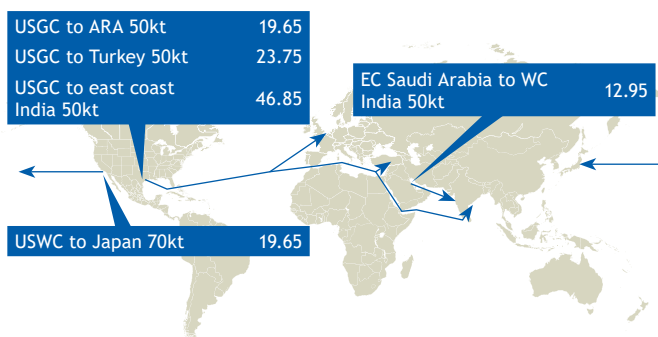 USGC to ARA 50kt 19.65
USGC to Turkey 50kt 23.75
USGC to east coast
India 50kt 46.85
EC Saudi Arabia to WC
India 50kt 12.95
USWC to Japan 70kt 19.65